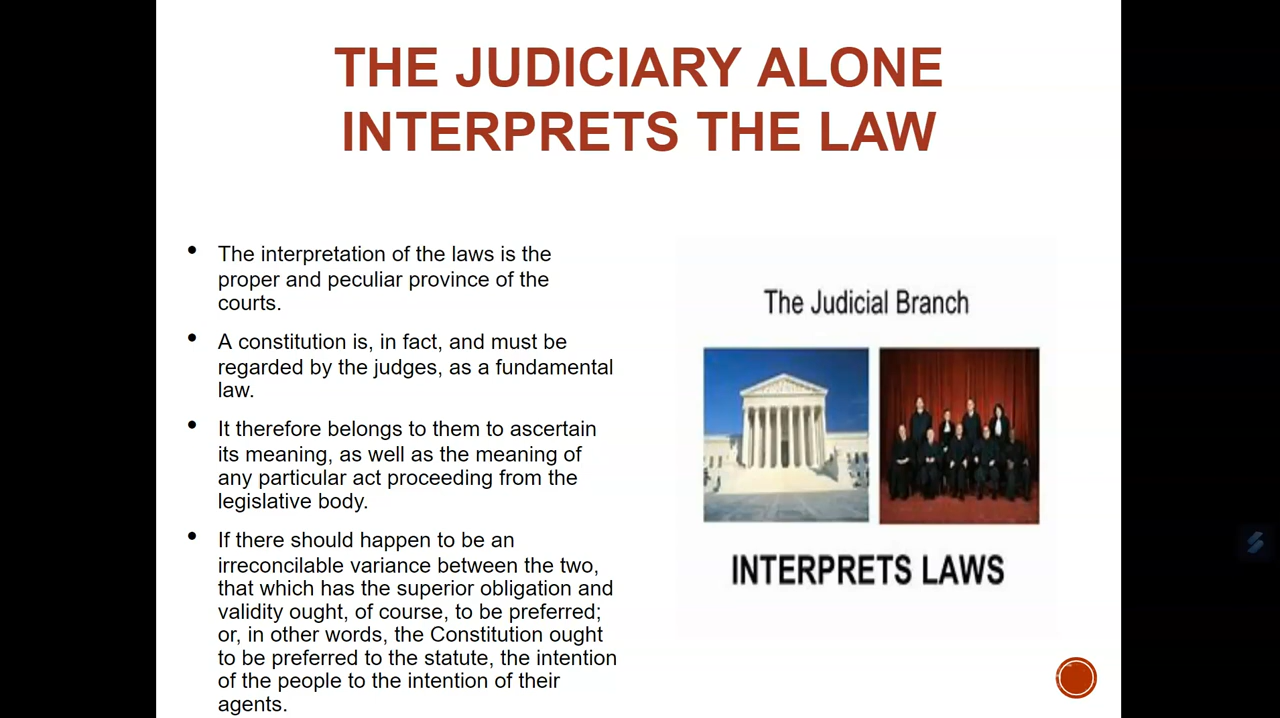 THE JUDICIARY ALONE
INTERPRETS THE LAW
• The interpretation of the laws is the
proper and peculiar province of the
courts.
• A constitution is, in fact, and must be
regarded by the judges, as a fundamental
law.
• It therefore belongs to them to ascertain
its meaning, as well as the meaning of
any particular act proceeding from the
legislative body.
• If there should happen to be an
irreconcilable variance between the two,
that which has the superior obligation and
validity ought, of course, to be preferred;
or, in other words, the Constitution ought
to be preferred to the statute, the intention
of the people to the intention of their
agents.
The Judicial Branch
INTERPRETS LAWS